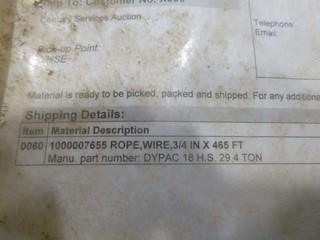 Ship To: Customer No.
Century Services Auction
Telephone
Email:
Pick-up Point:
Material is ready to be picked, packed and shipped. For any additiona
Shipping Details:
Item Material Description
0060 1000007655 ROPE,WIRE,3/4 IN X 465 FT
Manu. part number: DYPAC 18 H.S. 29.4 TON